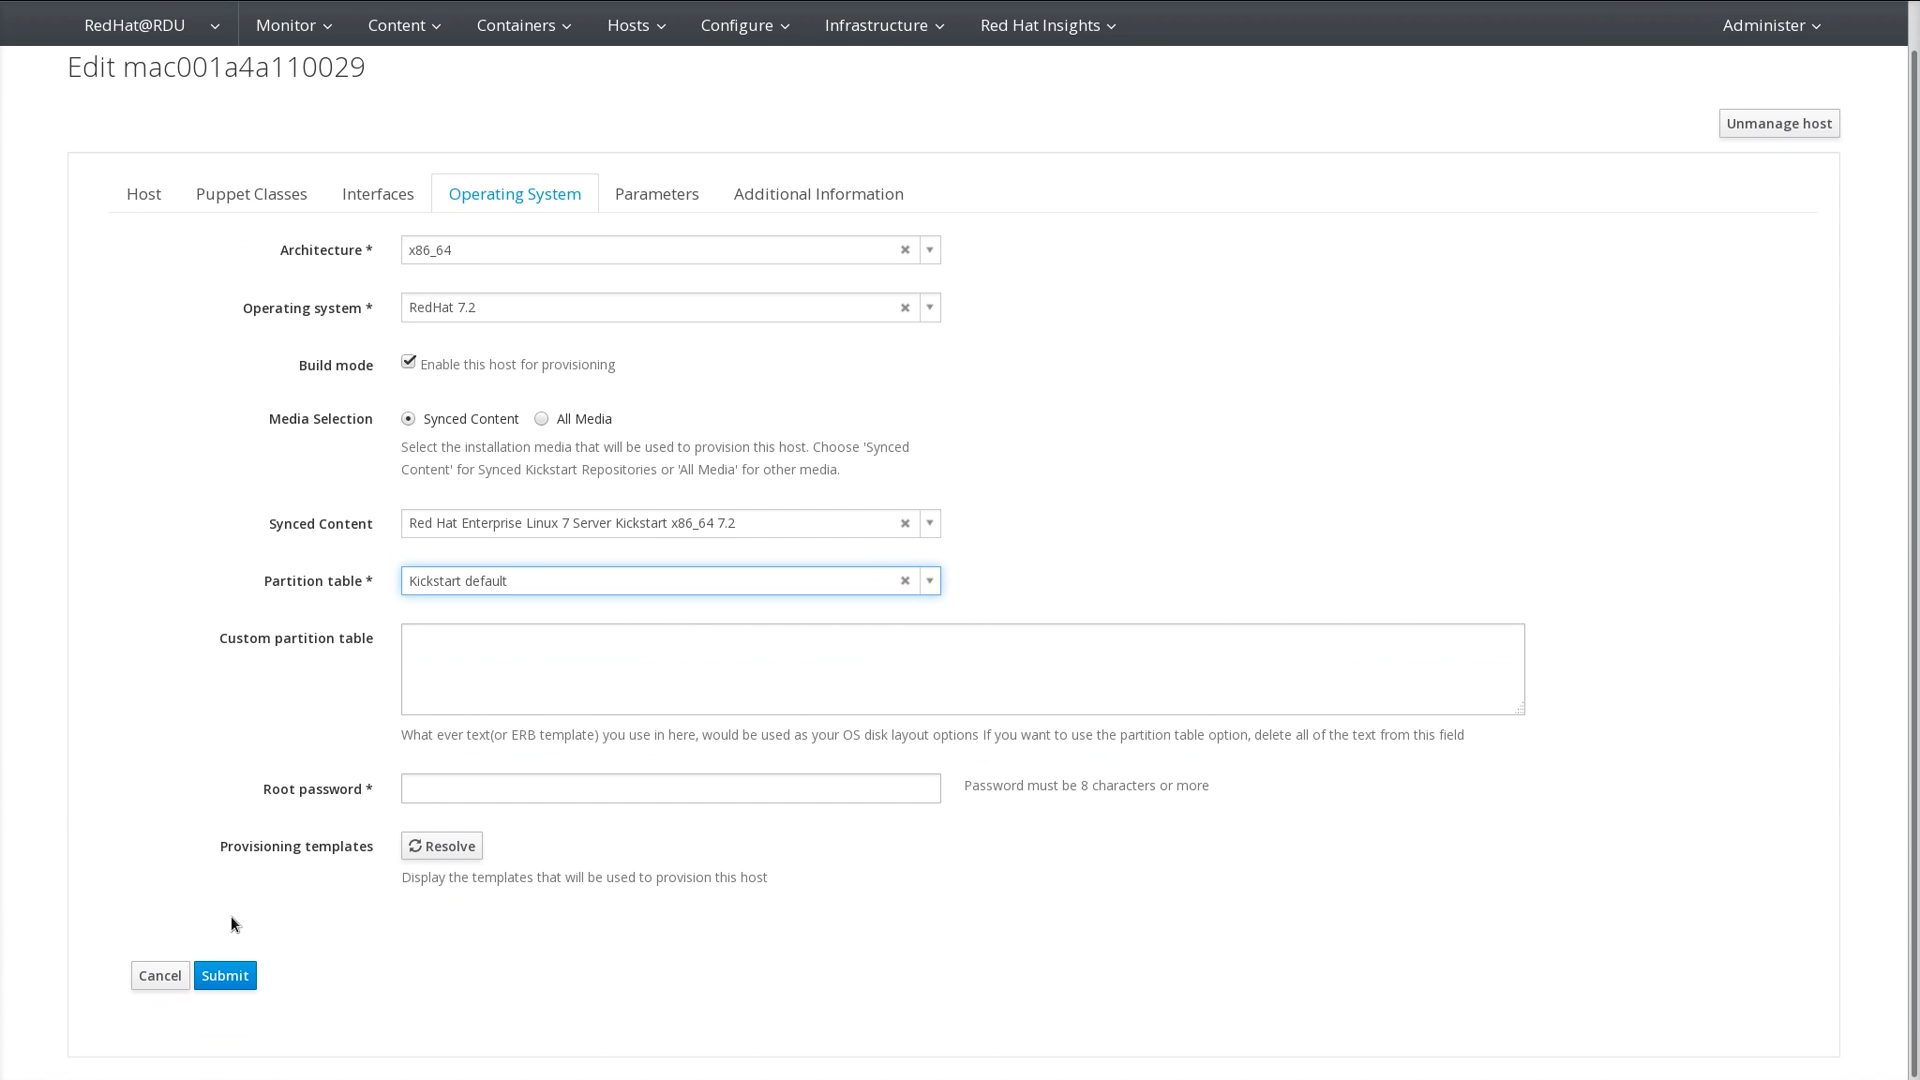 RedHat@RDU Monitor Content Containers Hosts Configure Infrastructure Red Hat Insights Administer
Edit mac001a4a110029
Unmanage host
Host Puppet Classes Interfaces Operating System Parameters Additional Information
Architecture * x86_64
Operating system * RedHat 7.2
Build mode Enable this host for provisioning
Media Selection Synced Content All Media
Select the installation media that will be used to provision this host. Choose 'Synced
Content' for Synced Kickstart Repositories or 'All Media' for other media.
Synced Content Red Hat Enterprise Linux 7 Server Kickstart x86_64 7.2
Partition table * Kickstart default
Custom partition table
What ever text(or ERB template) you use in here, would be used as your OS disk layout options If you want to use the partition table option, delete all of the text from this field
Root password * Password must be 8 characters or more
Provisioning templates Resolve
Display the templates that will be used to provision this host
Cancel Submit